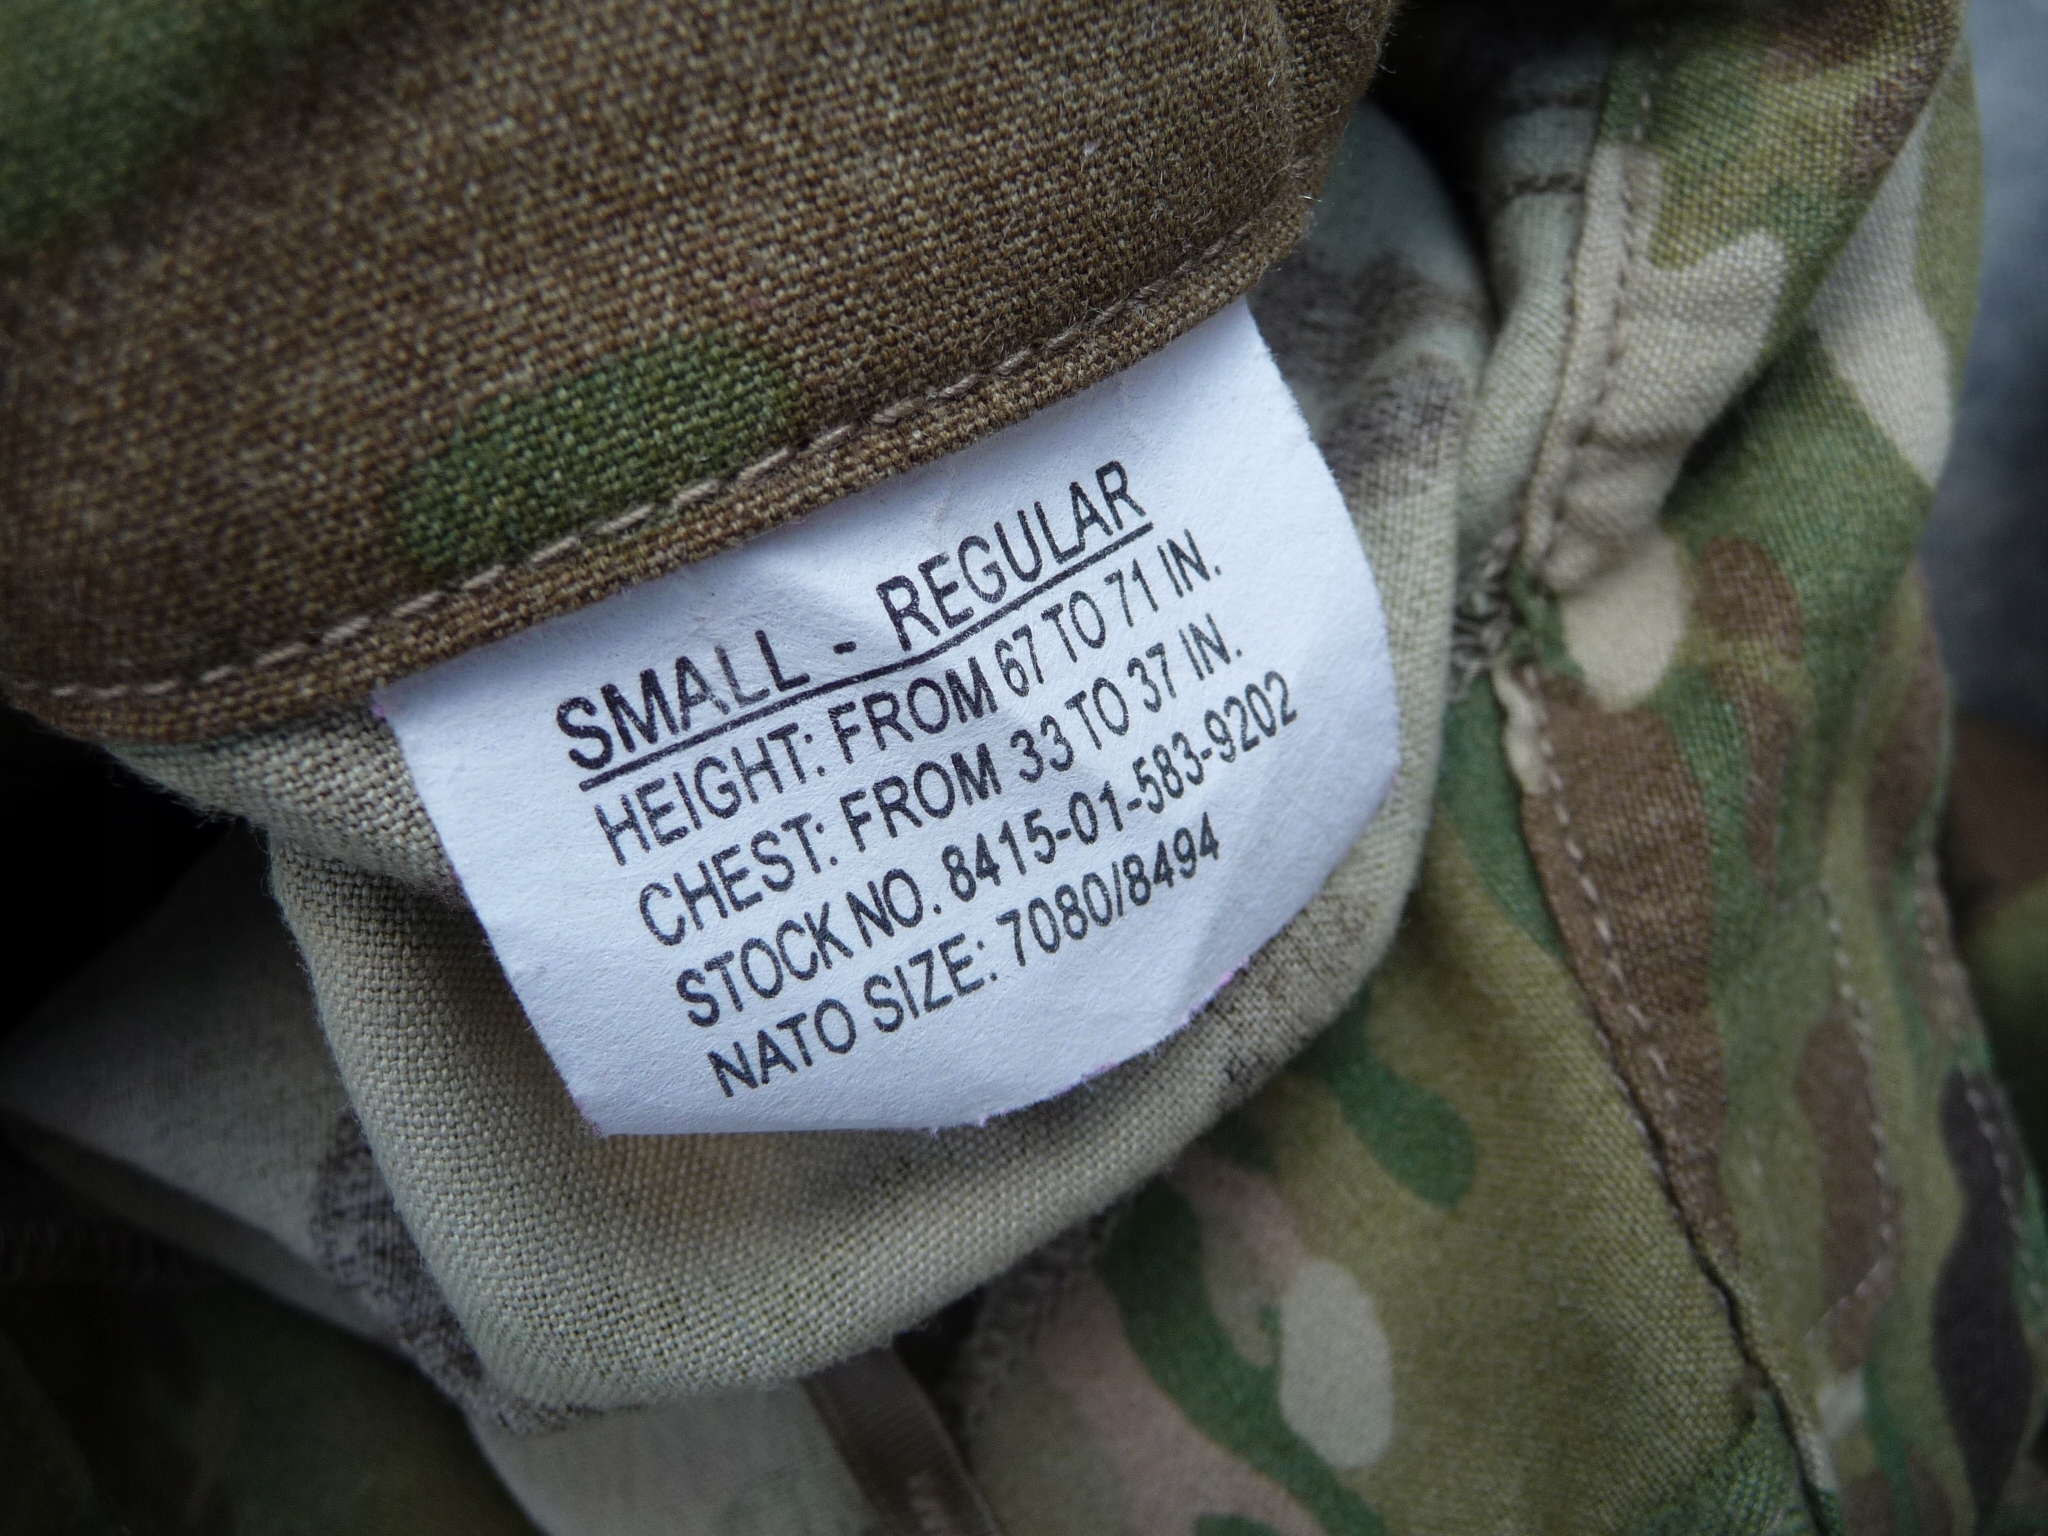 SMALL - REGULAR
HEIGHT: FROM 67 TO 71 IN.
CHEST: FROM 33 TO 37 IN.
STOCK NO. 8415-01-583-9202
NATO SIZE: 7080/8494